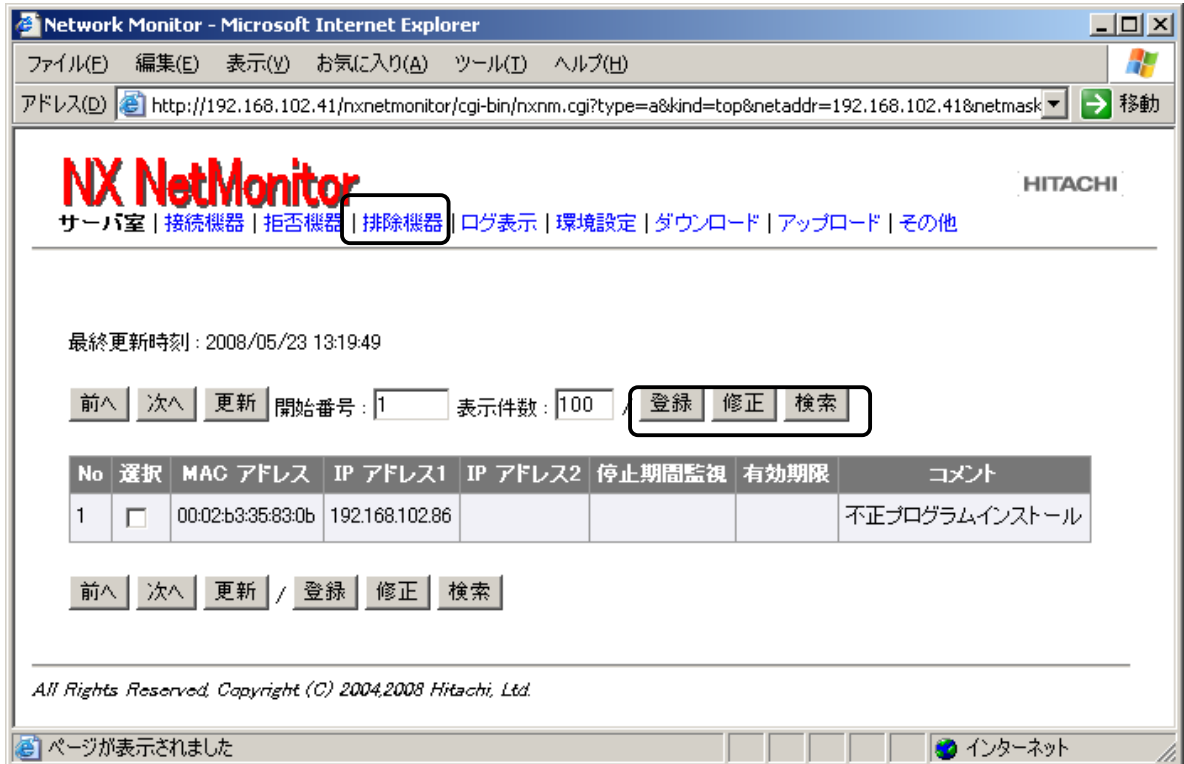 Network Monitor - Microsoft Internet Explorer
ファイル(F) 編集(E) 表示(V) お気に入り(A) ツール(T) ヘルプ(H)
アドレス(D) http://192.168.102.41/nxnetmonitor/cgi-bin/nxnm.cgi?type=a&kind=top&netaddr=192.168.102.41&netmask 移動
NX NetMonitor
HITACHI
サーバ室 | 接続機器 | 拒否機器 | 排除機器 | ログ表示 | 環境設定 | ダウンロード | アップロード | その他
最終更新時刻 : 2008/05/23 13:19:49
前へ 次へ 更新 開始番号 : 1 表示件数 : 100 / 登録 修正 検索
No 選択 MAC アドレス IP アドレス1 IP アドレス2 停止期間監視 有効期限 コメント
1 00:02:b3:35:83:0b 192.168.102.86 不正プログラムインストール
前へ 次へ 更新 / 登録 修正 検索
All Rights Reserved, Copyright (C) 2004,2008 Hitachi, Ltd.
ページが表示されました インターネット